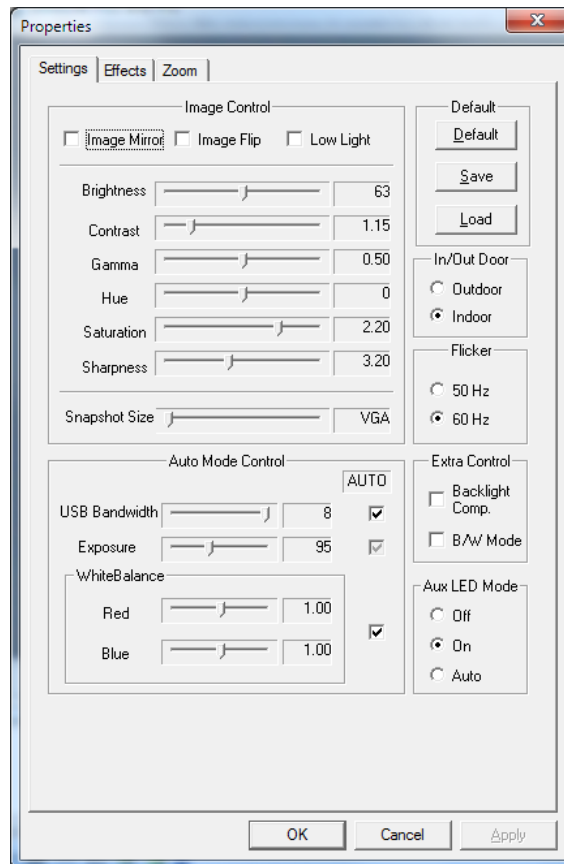 Properties
Settings Effects Zoom
Image Control
Image Mirror Image Flip Low Light
Brightness 63
Contrast 1.15
Gamma 0.50
Hue 0
Saturation 2.20
Sharpness 3.20
Snapshot Size VGA
Default
Default
Save
Load
In/Out Door
Outdoor
Indoor
Flicker
50 Hz
60 Hz
Auto Mode Control
AUTO
USB Bandwidth 8
Exposure 95
WhiteBalance
Red 1.00
Blue 1.00
Extra Control
Backlight
Comp.
B/W Mode
Aux LED Mode
Off
On
Auto
OK Cancel Apply